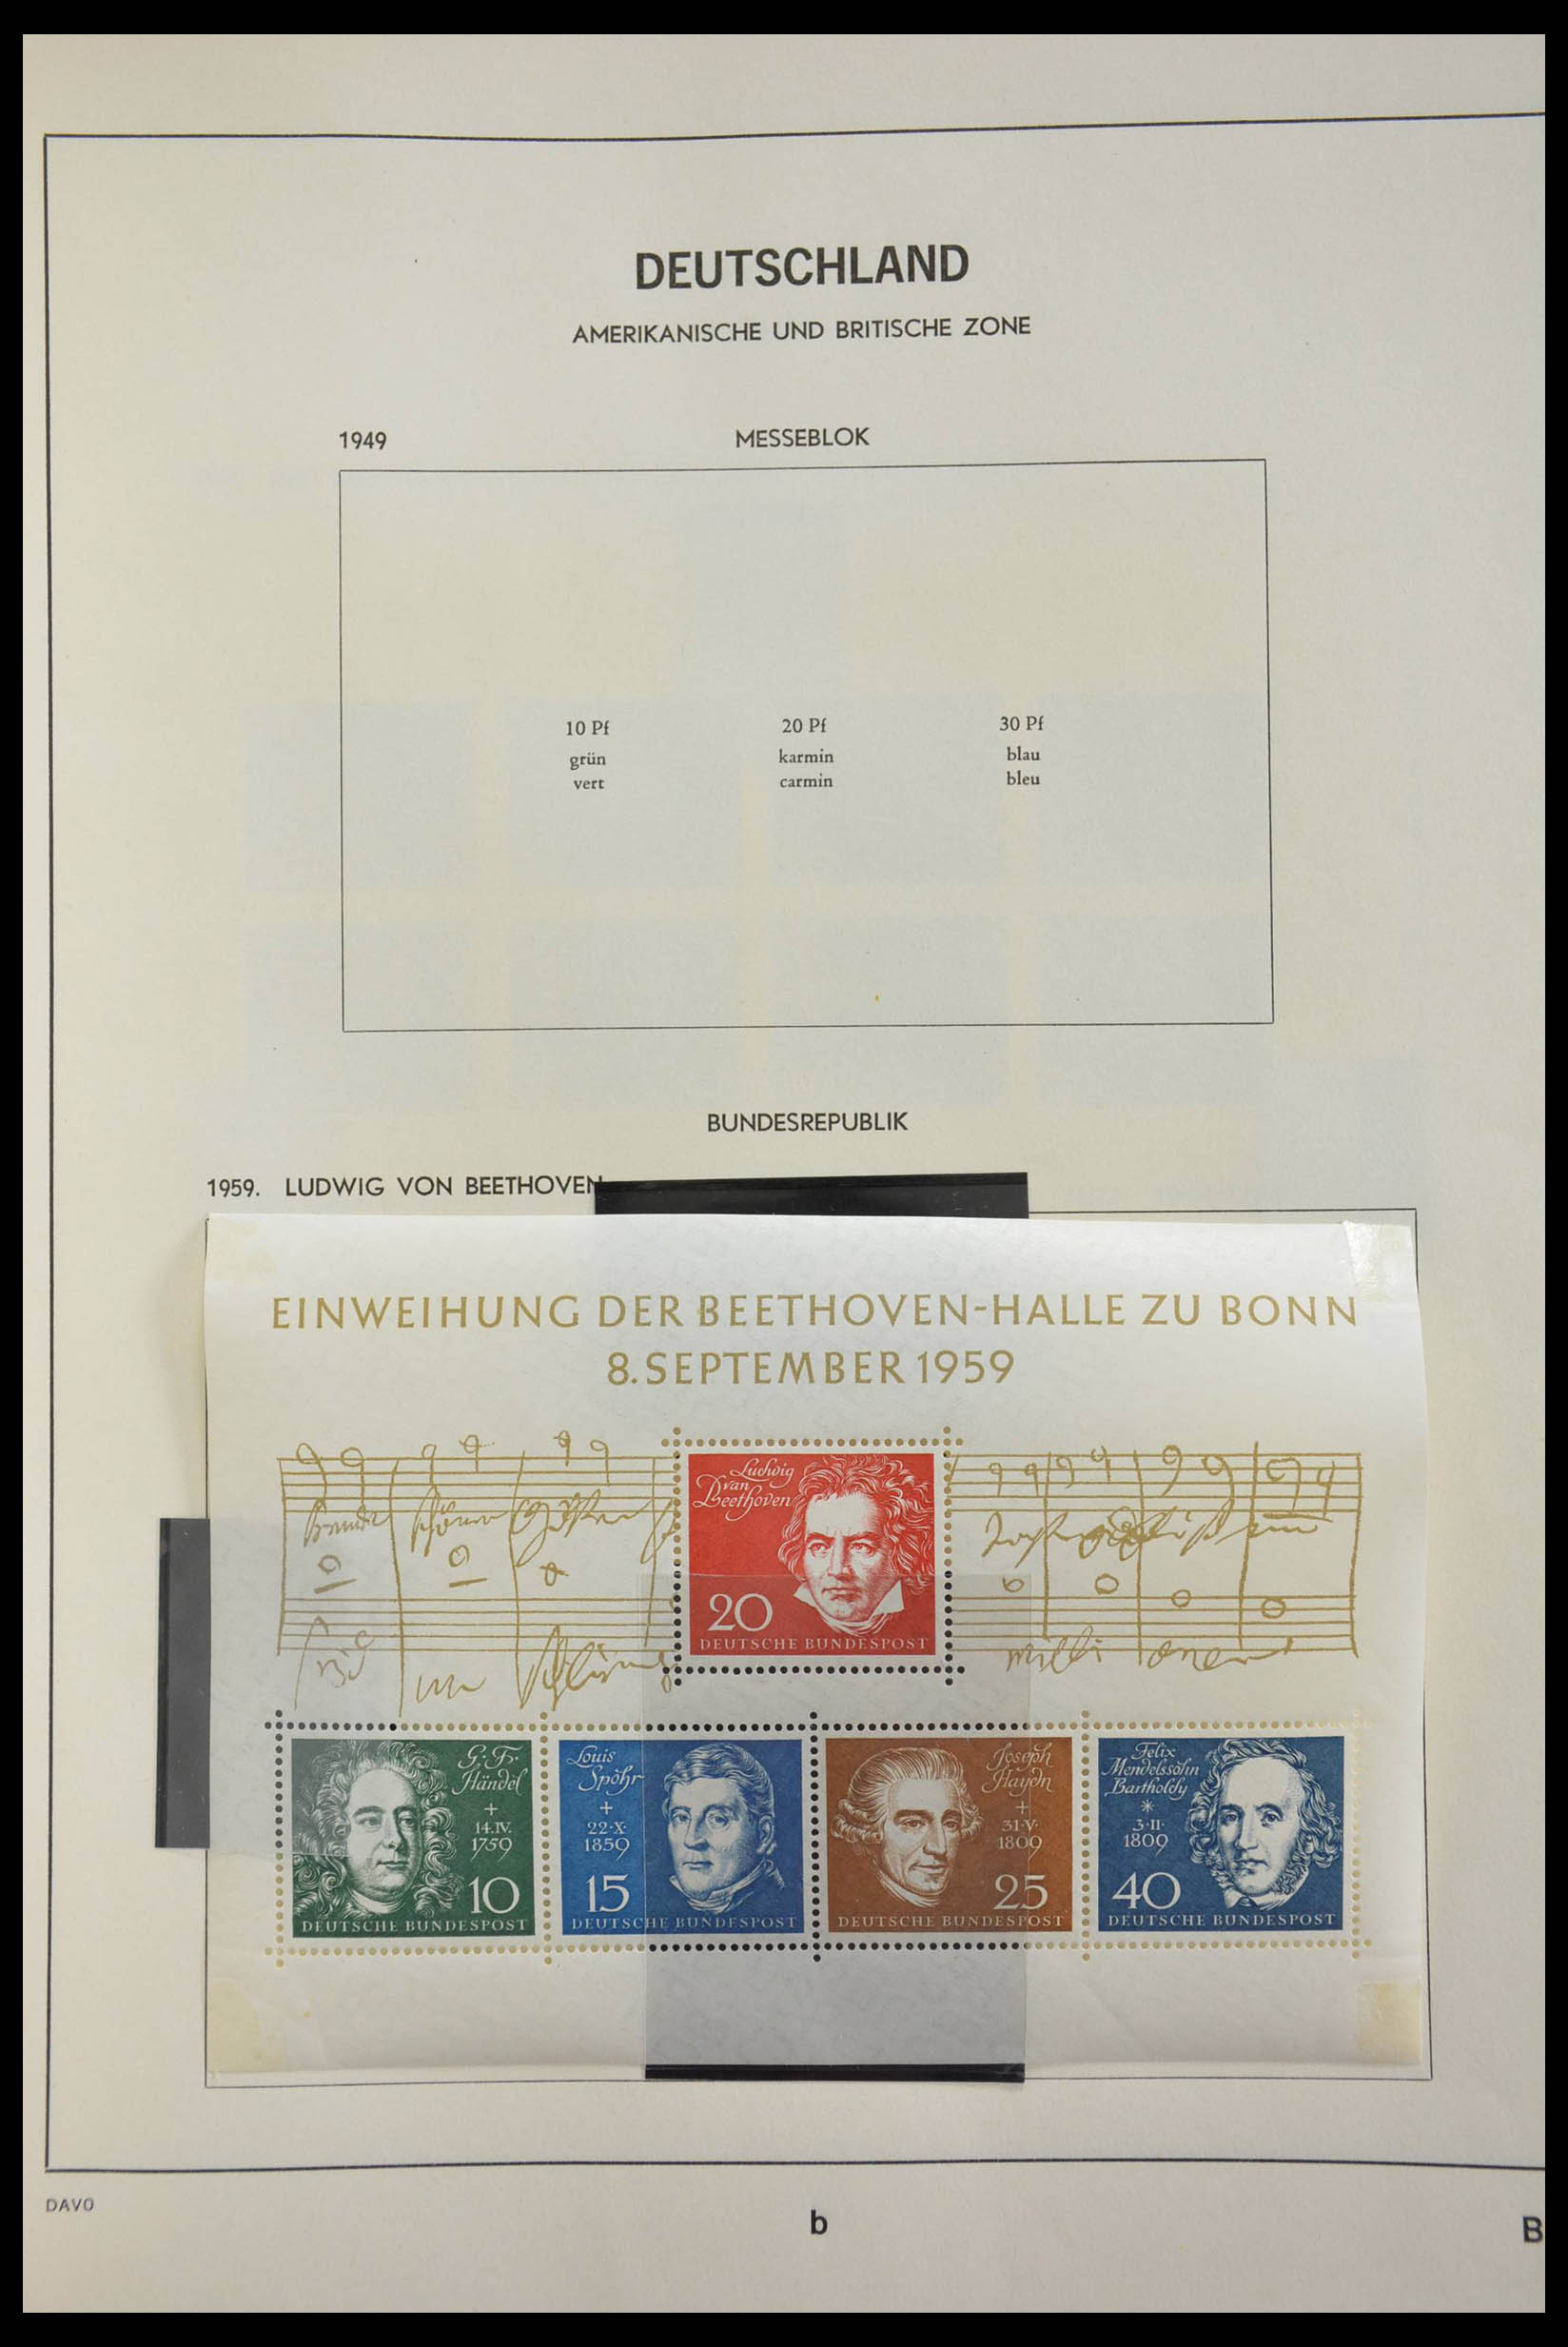 DEUTSCHLAND
AMERIKANISCHE UND BRITISCHE ZONE
1949 MESSEBLOK
10 Pf 20 Pf 30 Pf
grün karmin blau
vert carmin bleu
BUNDESREPUBLIK
1959. LUDWIG VON BEETHOVEN
EINWEIHUNG DER BEETHOVEN-HALLE ZU BONN
8. SEPTEMBER 1959
Ludwig
van
Beethoven
20
DEUTSCHE BUNDESPOST
milli onen
G. Fr.
Händel
+
14.IV.
1759
10
DEUTSCHE BUNDESPOST
Louis
Spohr
+
22·X·
1859
15
DEUTSCHE BUNDESPOST
Joseph
Haydn
+
31·V·
1809
25
DEUTSCHE BUNDESPOST
Felix
Mendelssohn
Bartholdy
*
3·II·
1809
40
DEUTSCHE BUNDESPOST
DAVO
b
B